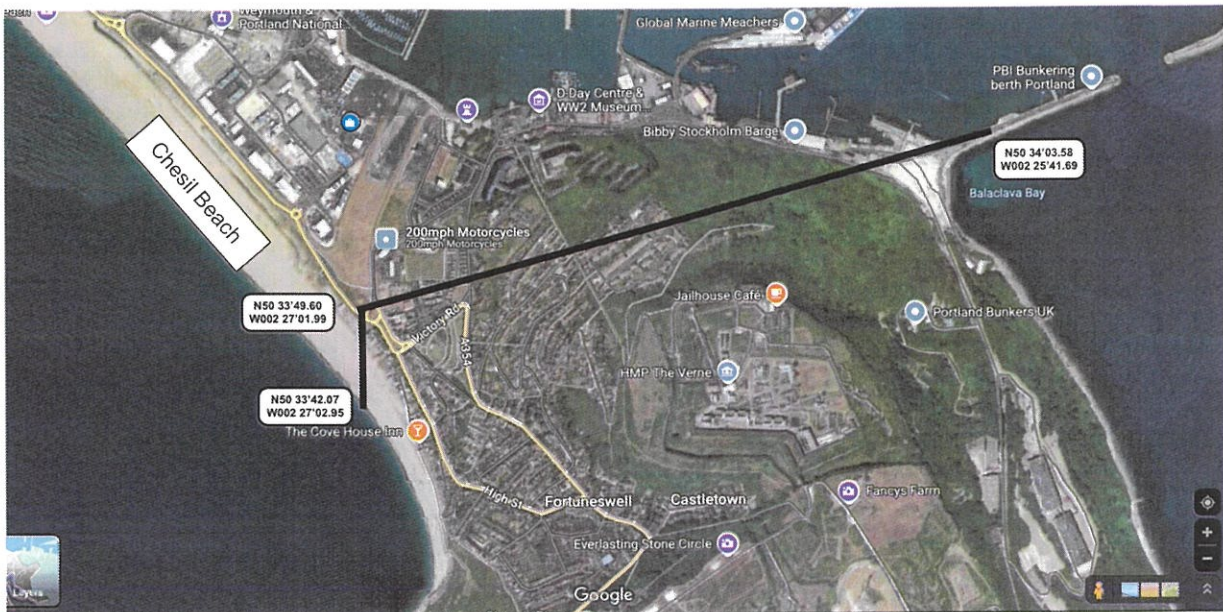 Weymouth &
Portland National...
Global Marine Meachers
PBI Bunkering
berth Portland
D-Day Centre &
WW2 Museum...
Bibby Stockholm Barge
N50 34'03.58
W002 25'41.69
Balaclava Bay
Chesil Beach
200mph Motorcycles
200mph Motorcycles
Jailhouse Café
N50 33'49.60
W002 27'01.99
Victory Rd
A354
Portland Bunkers UK
HMP The Verne
N50 33'42.07
W002 27'02.95
The Cove House Inn
High St
Fortuneswell
Castletown
Fancys Farm
Everlasting Stone Circle
Layers
Google